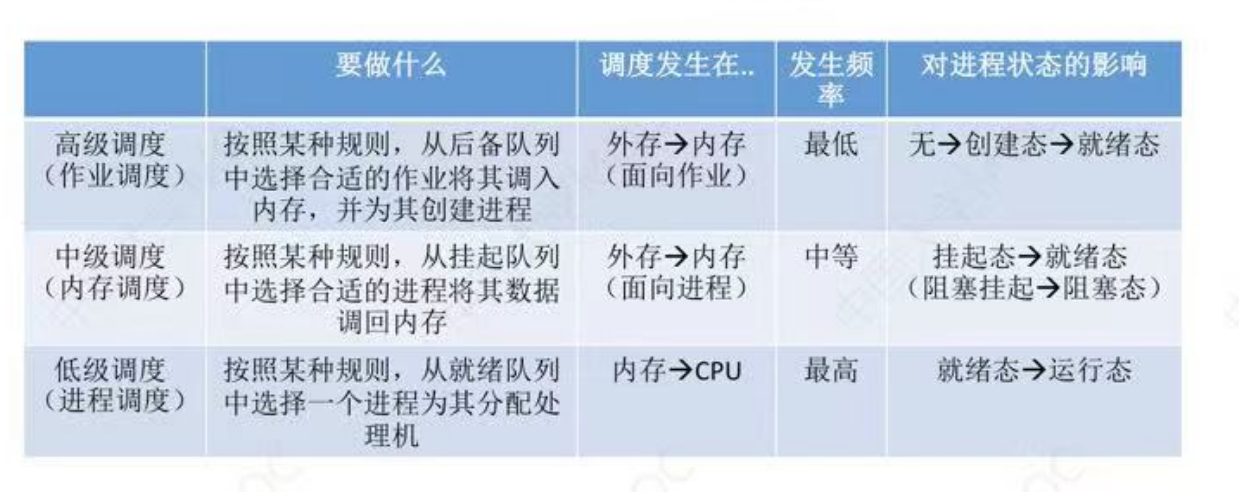 要做什么
调度发生在..
发生频
率
对进程状态的影响
高级调度
（作业调度）
按照某种规则，从后备队列
中选择合适的作业将其调入
内存，并为其创建进程
外存→内存
（面向作业）
最低
无→创建态→就绪态
中级调度
（内存调度）
按照某种规则，从挂起队列
中选择合适的进程将其数据
调回内存
外存→内存
（面向进程）
中等
挂起态→就绪态
（阻塞挂起→阻塞态）
低级调度
（进程调度）
按照某种规则，从就绪队列
中选择一个进程为其分配处
理机
内存→CPU
最高
就绪态→运行态